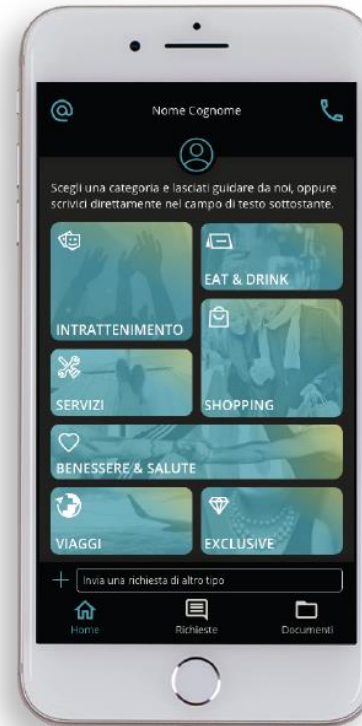 Nome Cognome
Scegli una categoria e lasciati guidare da noi, oppure
scrivici direttamente nel campo di testo sottostante.
INTRATTENIMENTO
EAT & DRINK
SERVIZI
SHOPPING
BENESSERE & SALUTE
VIAGGI
EXCLUSIVE
Invia una richiesta di altro tipo
Home
Richieste
Documenti